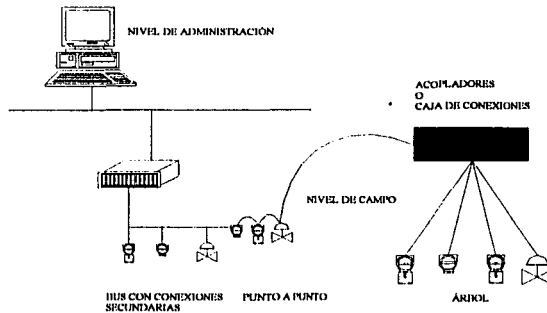 NIVEL DE ADMINISTRACIÓN
ACOPLADORES
O
CAJA DE CONEXIONES
NIVEL DE CAMPO
BUS CON CONEXIONES
SECUNDARIAS
PUNTO A PUNTO
ÁRBOL